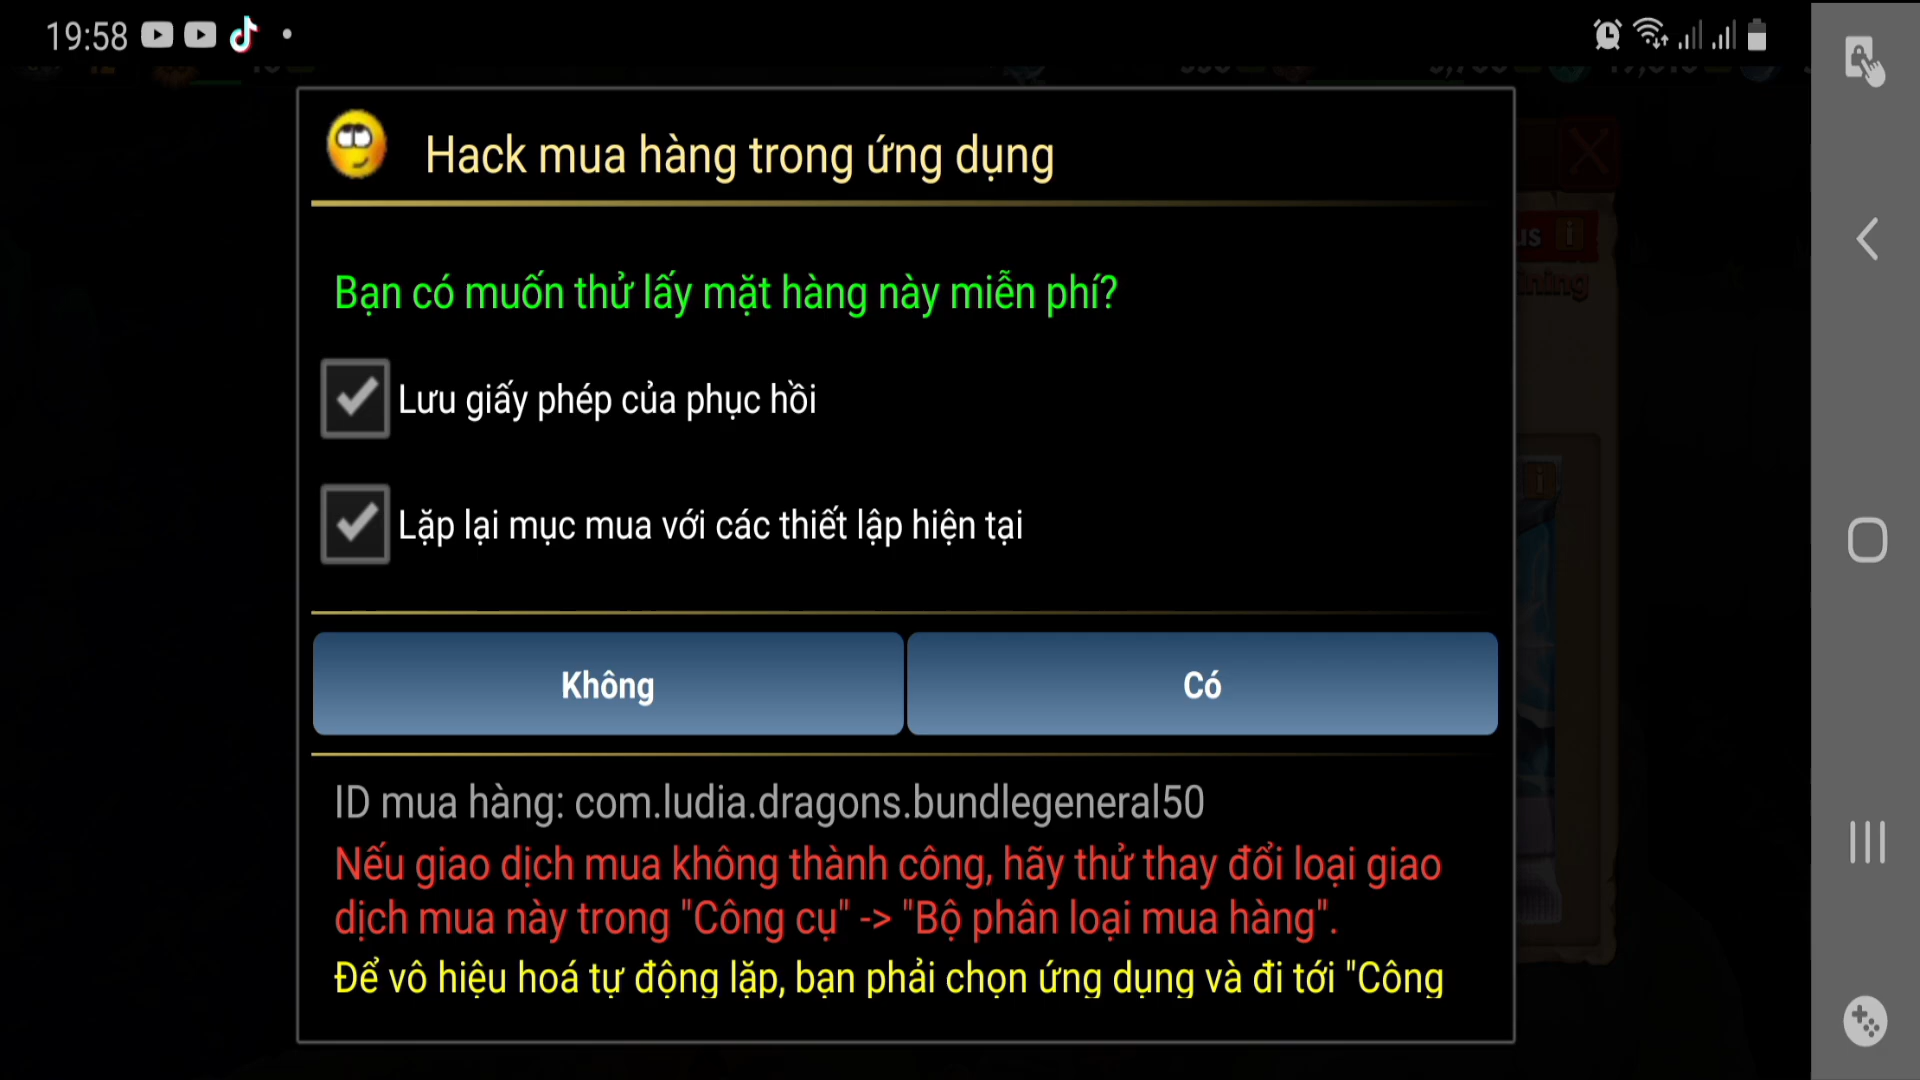 19:58
Hack mua hàng trong ứng dụng
Bạn có muốn thử lấy mặt hàng này miễn phí?
Lưu giấy phép của phục hồi
Lặp lại mục mua với các thiết lập hiện tại
Không
Có
ID mua hàng: com.ludia.dragons.bundlegeneral50
Nếu giao dịch mua không thành công, hãy thử thay đổi loại giao
dịch mua này trong "Công cụ" -> "Bộ phân loại mua hàng".
Để vô hiệu hoá tự động lặp, bạn phải chọn ứng dụng và đi tới "Công